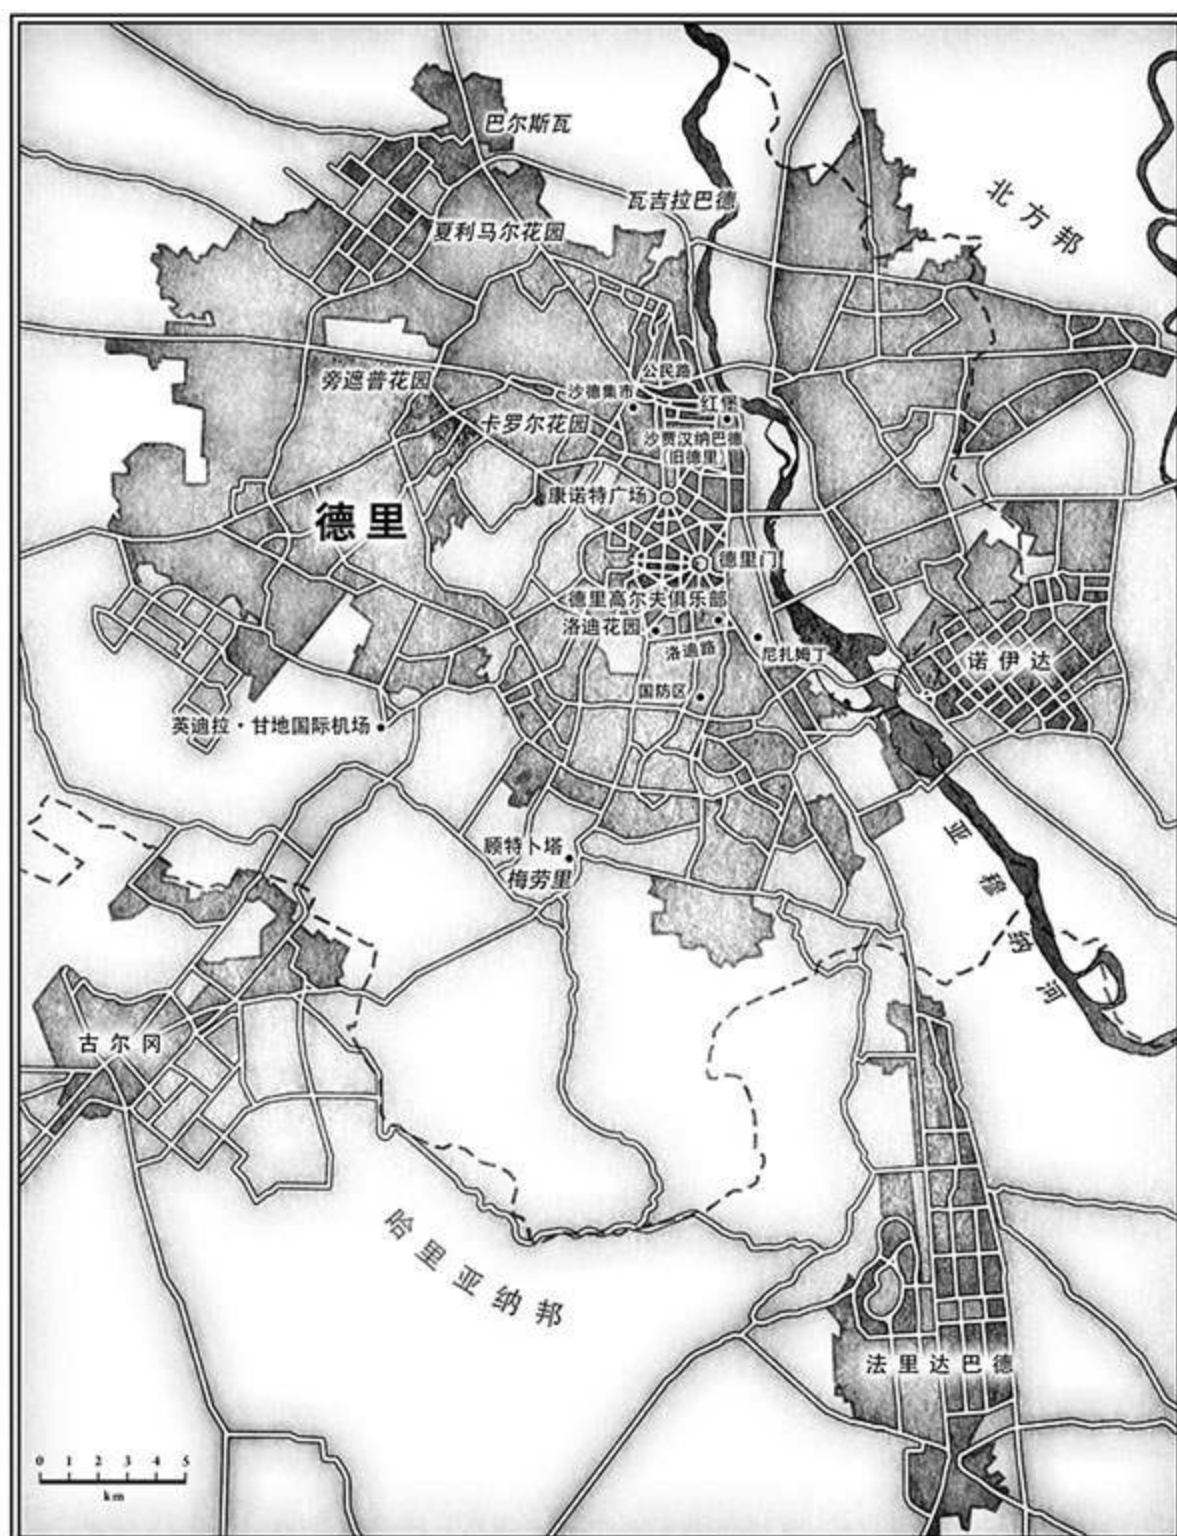 巴尔斯瓦
北方邦
瓦吉拉巴德
夏利马尔花园
公民路
旁遮普花园
沙德集市
红堡
卡罗尔花园
沙贾汉纳巴德
(旧德里)
康诺特广场
德里
德里门
德里高尔夫俱乐部
洛迪花园
洛迪路
尼扎姆丁
诺伊达
国防区
英迪拉·甘地国际机场
亚穆纳河
顾特卜塔
梅劳里
古尔冈
哈里亚纳邦
法里达巴德
0 1 2 3 4 5
km